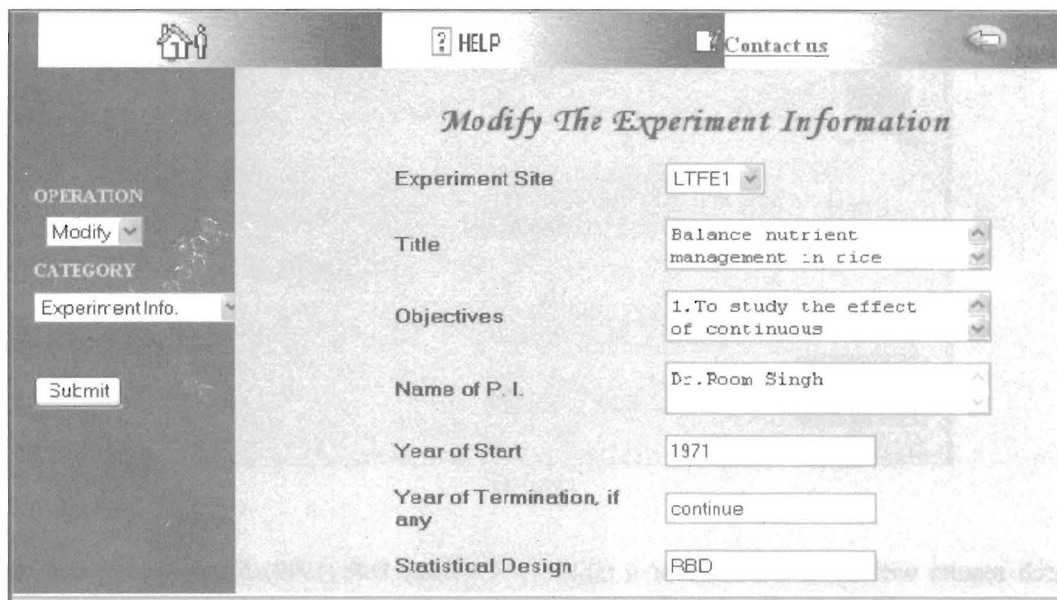 HELP
Contact us
Modify The Experiment Information
OPERATION
Modify
CATEGORY
Experiment Info.
Submit
Experiment Site
LTFE1
Title
Balance nutrient
management in rice
Objectives
1.To study the effect
of continuous
Name of P. I.
Dr.Room Singh
Year of Start
1971
Year of Termination, if
any
continue
Statistical Design
RBD